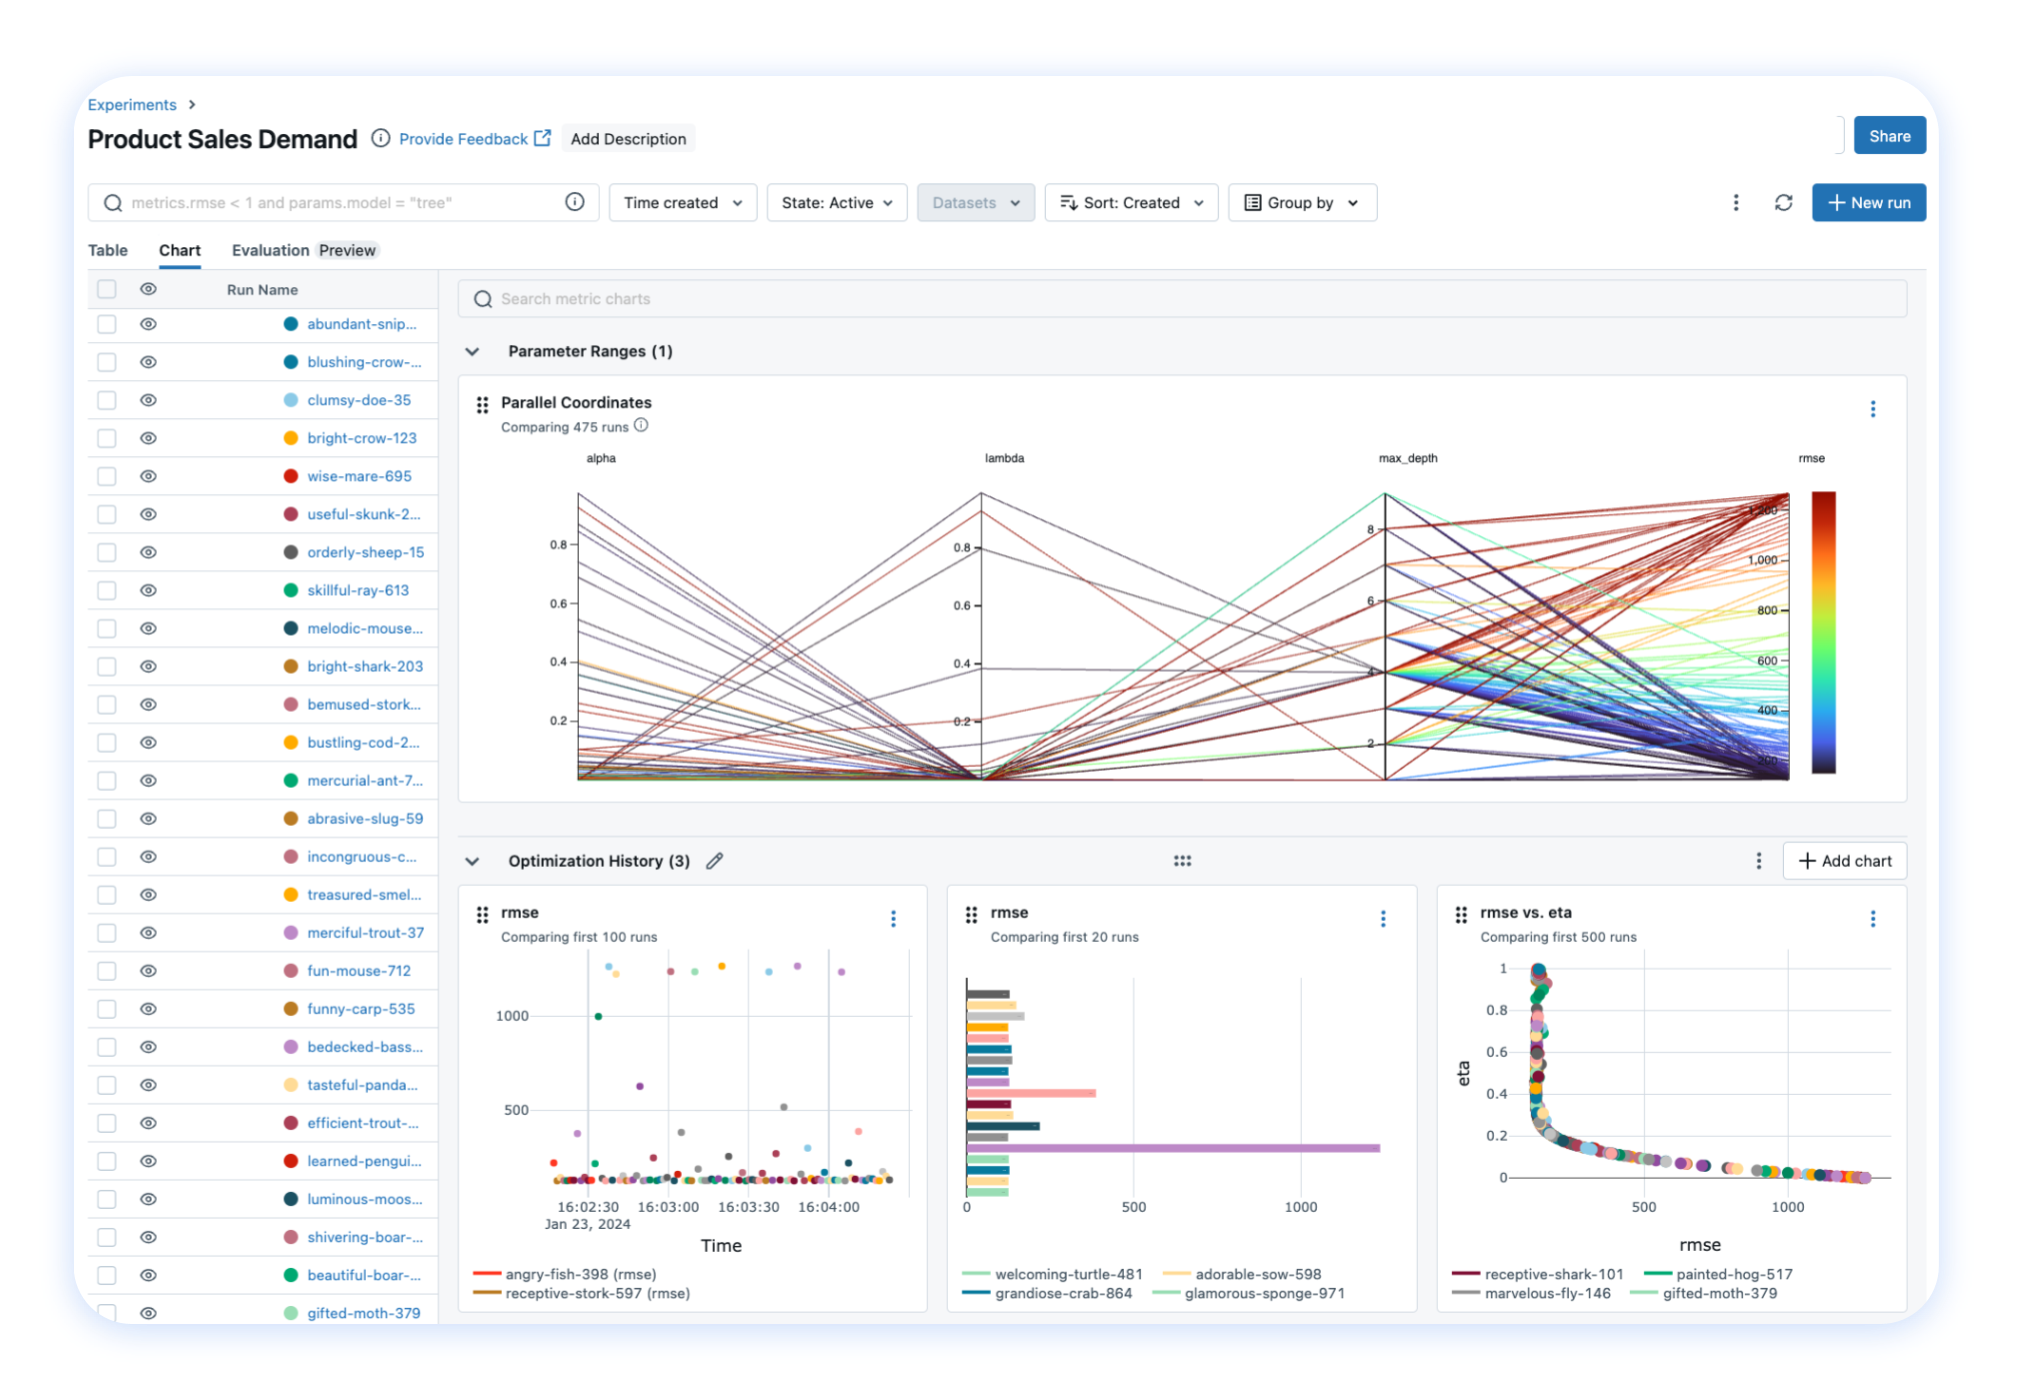 Experiments
Product Sales Demand Provide Feedback Add Description
Share
metrics.rmse < 1 and params.model = "tree" Time created State: Active Datasets Sort: Created Group by New run
Table Chart Evaluation Preview
Run Name
abundant-snip...
blushing-crow-...
clumsy-doe-35
bright-crow-123
wise-mare-695
useful-skunk-2...
orderly-sheep-15
skillful-ray-613
melodic-mouse...
bright-shark-203
bemused-stork...
bustling-cod-2...
mercurial-ant-7...
abrasive-slug-59
incongruous-c...
treasured-smel...
merciful-trout-37
fun-mouse-712
funny-carp-535
bedecked-bass...
tasteful-panda...
efficient-trout-...
learned-pengui...
luminous-moos...
shivering-boar-...
beautiful-boar-...
gifted-moth-379
Search metric charts
Parameter Ranges (1)
Parallel Coordinates
Comparing 475 runs
alpha lambda max_depth rmse
0.8
0.6
0.4
0.2
0.8
0.6
0.4
0.2
8
6
4
2
1,200
1,000
800
600
400
200
Optimization History (3) Add chart
rmse
Comparing first 100 runs
1000
500
16:02:30 16:03:00 16:03:30 16:04:00
Jan 23, 2024
Time
angry-fish-398 (rmse)
receptive-stork-597 (rmse)
rmse
Comparing first 20 runs
0 500 1000
welcoming-turtle-481 adorable-sow-598
grandiose-crab-864 glamorous-sponge-971
rmse vs. eta
Comparing first 500 runs
1
0.8
0.6
eta
0.4
0.2
0
500 1000
rmse
receptive-shark-101 painted-hog-517
marvelous-fly-146 gifted-moth-379